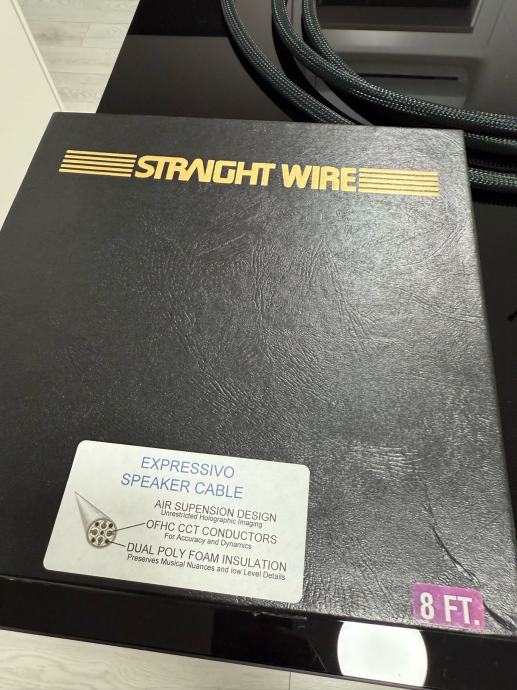 STRAIGHT WIRE
EXPRESSIVO
SPEAKER CABLE
AIR SUPENSION DESIGN
Unrestricted Holographic Imaging
OFHC CCT CONDUCTORS
For Accuracy and Dynamics
DUAL POLY FOAM INSULATION
Preserves Musical Nuances and low Level Details
8 FT.